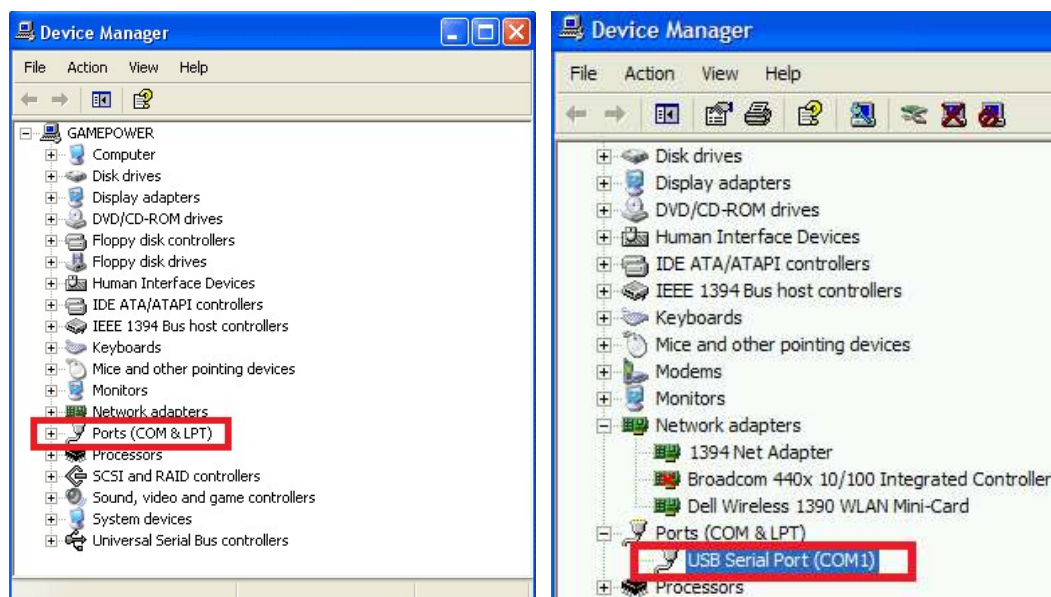 Device Manager
File Action View Help
GAMEPOWER
Computer
Disk drives
Display adapters
DVD/CD-ROM drives
Floppy disk controllers
Floppy disk drives
Human Interface Devices
IDE ATA/ATAPI controllers
IEEE 1394 Bus host controllers
Keyboards
Mice and other pointing devices
Monitors
Network adapters
Ports (COM & LPT)
Processors
SCSI and RAID controllers
Sound, video and game controllers
System devices
Universal Serial Bus controllers
Device Manager
File Action View Help
Disk drives
Display adapters
DVD/CD-ROM drives
Human Interface Devices
IDE ATA/ATAPI controllers
IEEE 1394 Bus host controllers
Keyboards
Mice and other pointing devices
Modems
Monitors
Network adapters
1394 Net Adapter
Broadcom 440x 10/100 Integrated Controller
Dell Wireless 1390 WLAN Mini-Card
Ports (COM & LPT)
USB Serial Port (COM1)
Processors